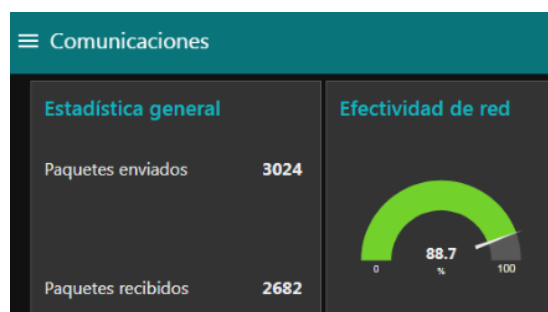 Comunicaciones
Estadística general
Paquetes enviados 3024
Paquetes recibidos 2682
Efectividad de red
88.7
%
0
100